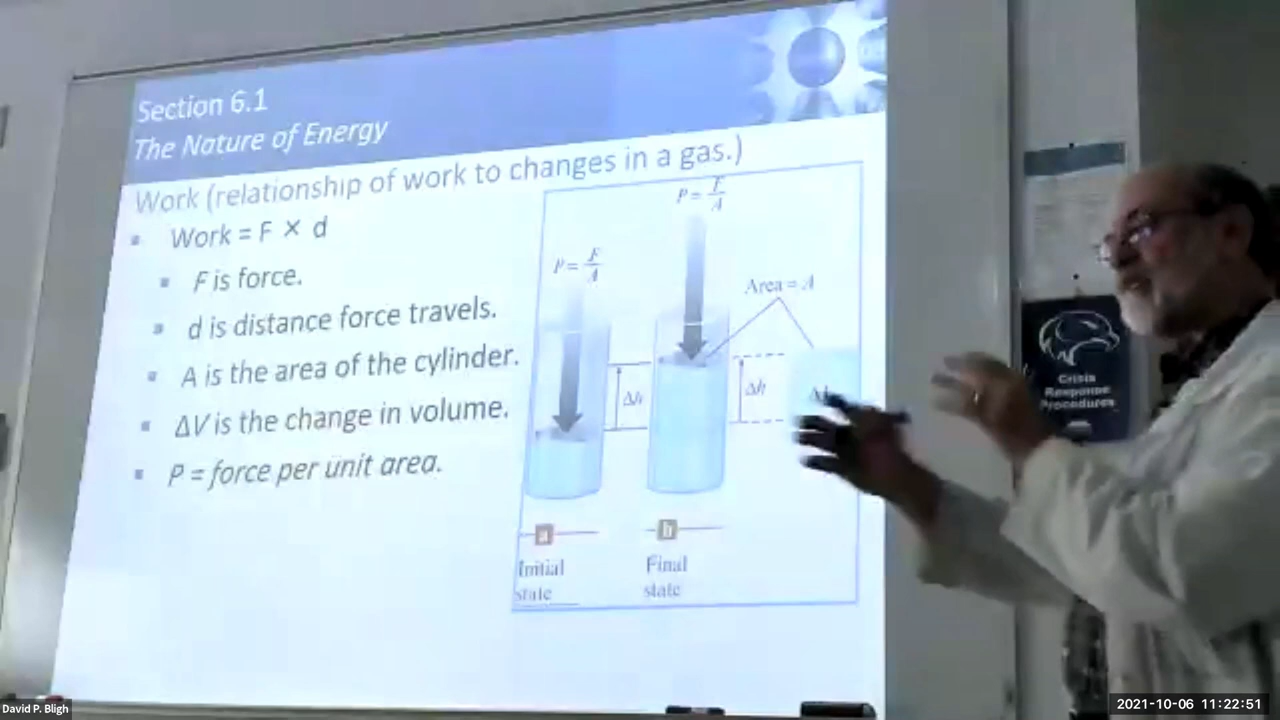 Section 6.1
The Nature of Energy
Work (relationship of work to changes in a gas.)
Work = F × d
F is force.
d is distance force travels.
A is the area of the cylinder.
ΔV is the change in volume.
P = force per unit area.
P = F/A
P = F/A
Area = A
Δh
Δh
a
b
Initial
state
Final
state
Crisis
Response
Procedures
David P. Bligh
2021-10-06 11:22:51